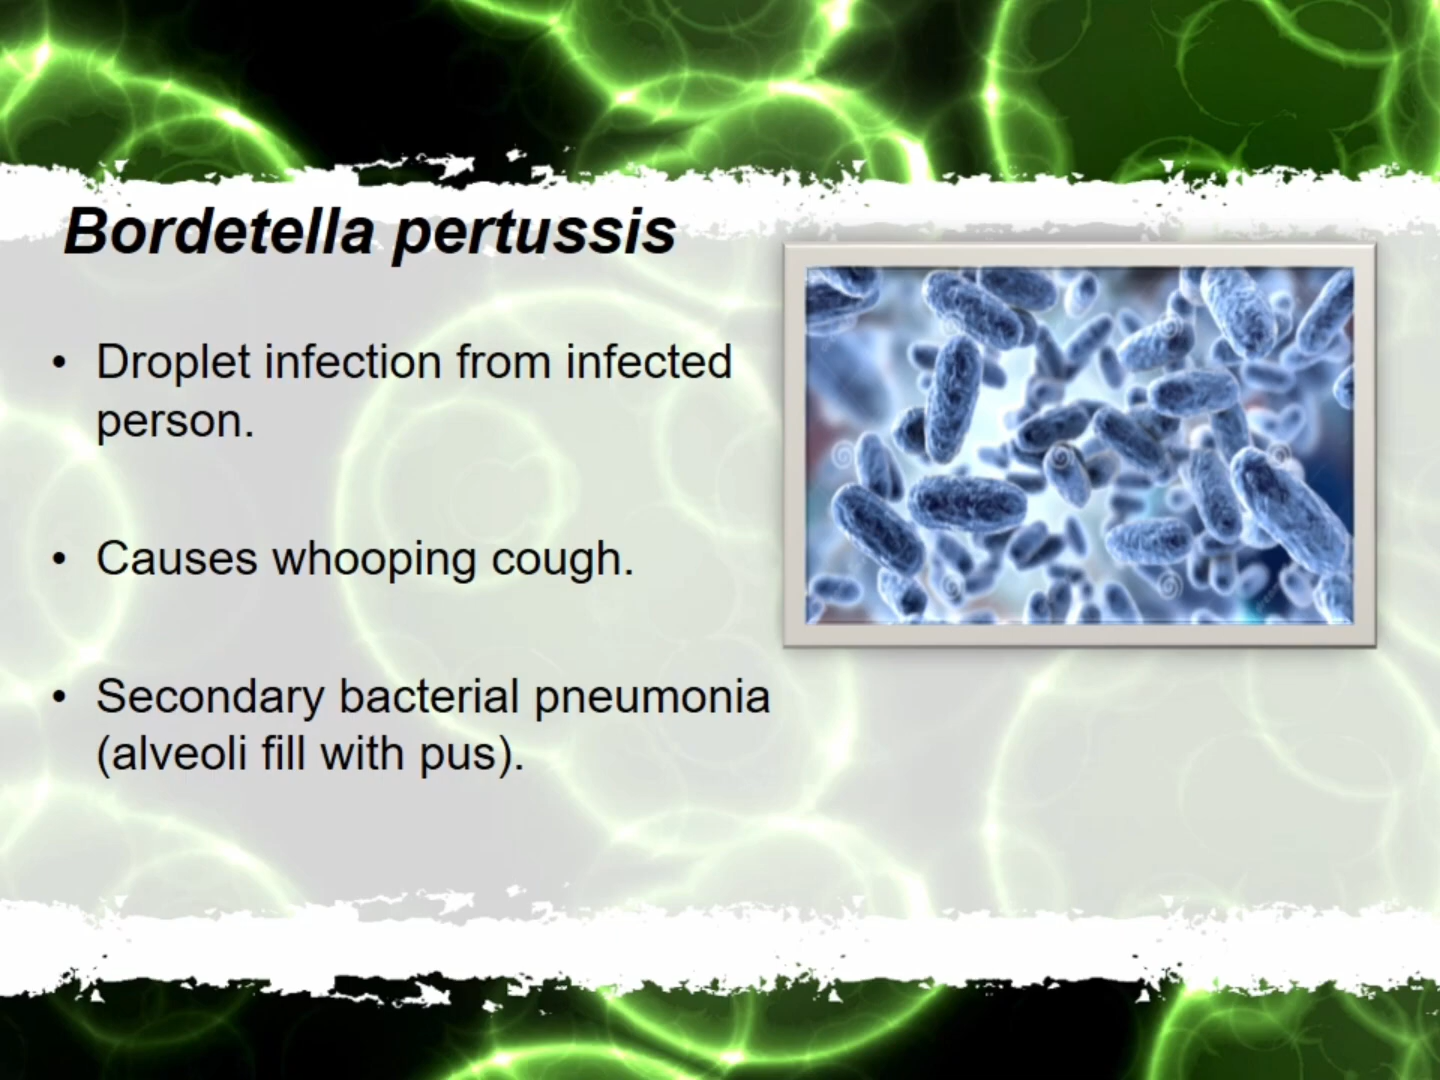 Bordetella pertussis
• Droplet infection from infected
person.
• Causes whooping cough.
• Secondary bacterial pneumonia
(alveoli fill with pus).